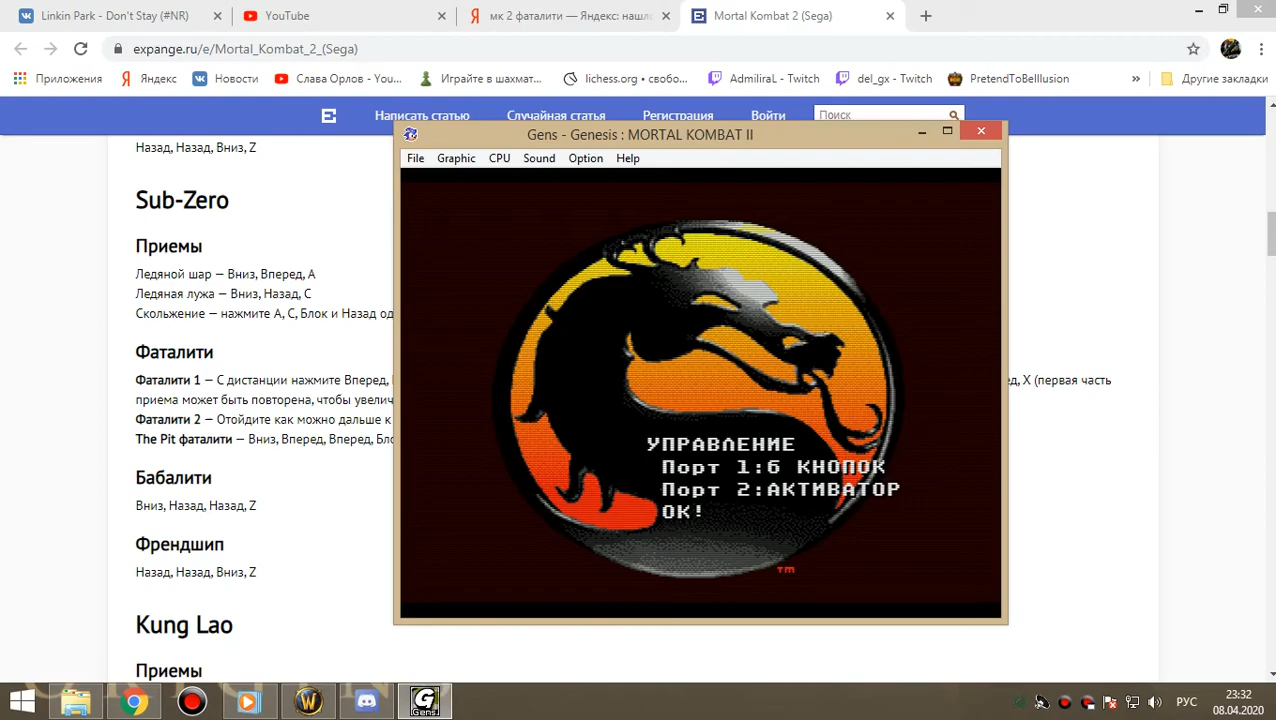 Linkin Park - Don't Stay (#NR)
YouTube
мк 2 фаталити — Яндекс: нашло
Mortal Kombat 2 (Sega)
expange.ru/e/Mortal_Kombat_2_(Sega)
Приложения
Яндекс
Новости
Слава Орлов - You...
Играйте в шахмат...
lichess.org • свобо...
AdmiralL - Twitch
del_gx - Twitch
PretendToBeIllusion
»
Другие закладки
Написать статью
Случайная статья
Регистрация
Войти
Поиск
Назад, Назад, Вниз, Z
Gens - Genesis : MORTAL KOMBAT II
File Graphic CPU Sound Option Help
Sub-Zero
Приемы
Ледяной шар — Вниз, Вперед, A
Ледяная лужа — Вниз, Назад, C
Скольжение — нажмите A, C, Блок и Назад од
Фаталити
Фаталити 1 — С дистанции нажмите Вперед,
ед, X (первая часть
приема может быть повторена, чтобы увелич
Фаталити 2 — Отойдите как можно дальше к
The Pit фаталити — Вниз, Вперед, Вперед, Бло
УПРАВЛЕНИЕ
Порт 1:6 КНОПОК
Порт 2:АКТИВАТОР
ОК!
TM
Бабалити
Вниз, Назад, Назад, Z
Френдшип
Назад, Назад, Вниз, Z
Kung Lao
Приемы
РУС
23:32
08.04.2020